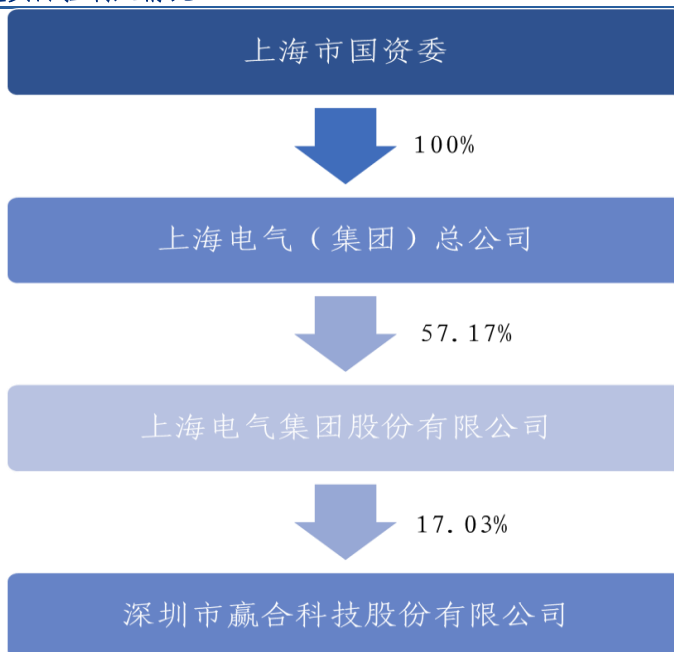 上海市国资委
100%
上海电气（集团）总公司
57.17%
上海电气集团股份有限公司
17.03%
深圳市赢合科技股份有限公司